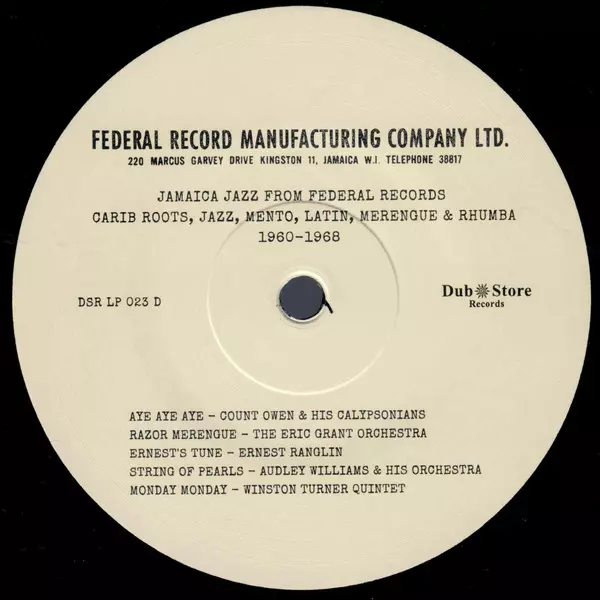 FEDERAL RECORD MANUFACTURING COMPANY LTD.
220 MARCUS GARVEY DRIVE KINGSTON 11, JAMAICA W.I. TELEPHONE 38817
JAMAICA JAZZ FROM FEDERAL RECORDS
CARIB ROOTS, JAZZ, MENTO, LATIN, MERENGUE & RHUMBA
1960-1968
DSR LP 023 D
Dub Store
Records
AYE AYE AYE - COUNT OWEN & HIS CALYPSONIANS
RAZOR MERENGUE - THE ERIC GRANT ORCHESTRA
ERNEST'S TUNE - ERNEST RANGLIN
STRING OF PEARLS - AUDLEY WILLIAMS & HIS ORCHESTRA
MONDAY MONDAY - WINSTON TURNER QUINTET